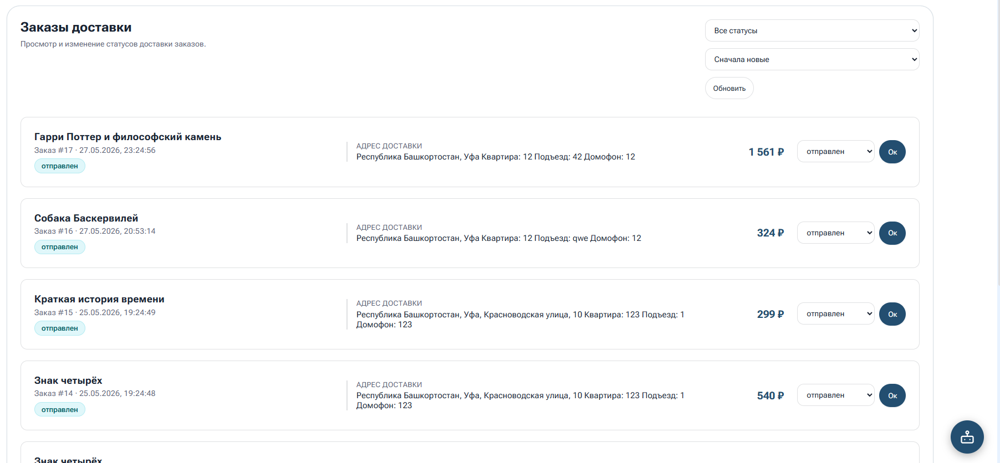 Заказы доставки
Просмотр и изменение статусов доставки заказов.
Все статусы
Сначала новые
Обновить
Гарри Поттер и философский камень
Заказ #17 · 27.05.2026, 23:24:56
отправлен
АДРЕС ДОСТАВКИ
Республика Башкортостан, Уфа Квартира: 12 Подъезд: 42 Домофон: 12
1 561 ₽
отправлен
Ок
Собака Баскервилей
Заказ #16 · 27.05.2026, 20:53:14
отправлен
АДРЕС ДОСТАВКИ
Республика Башкортостан, Уфа Квартира: 12 Подъезд: qwe Домофон: 12
324 ₽
отправлен
Ок
Краткая история времени
Заказ #15 · 25.05.2026, 19:24:49
отправлен
АДРЕС ДОСТАВКИ
Республика Башкортостан, Уфа, Красноводская улица, 10 Квартира: 123 Подъезд: 1
Домофон: 123
299 ₽
отправлен
Ок
Знак четырёх
Заказ #14 · 25.05.2026, 19:24:48
отправлен
АДРЕС ДОСТАВКИ
Республика Башкортостан, Уфа, Красноводская улица, 10 Квартира: 123 Подъезд: 1
Домофон: 123
540 ₽
отправлен
Ок
Знак четырёх